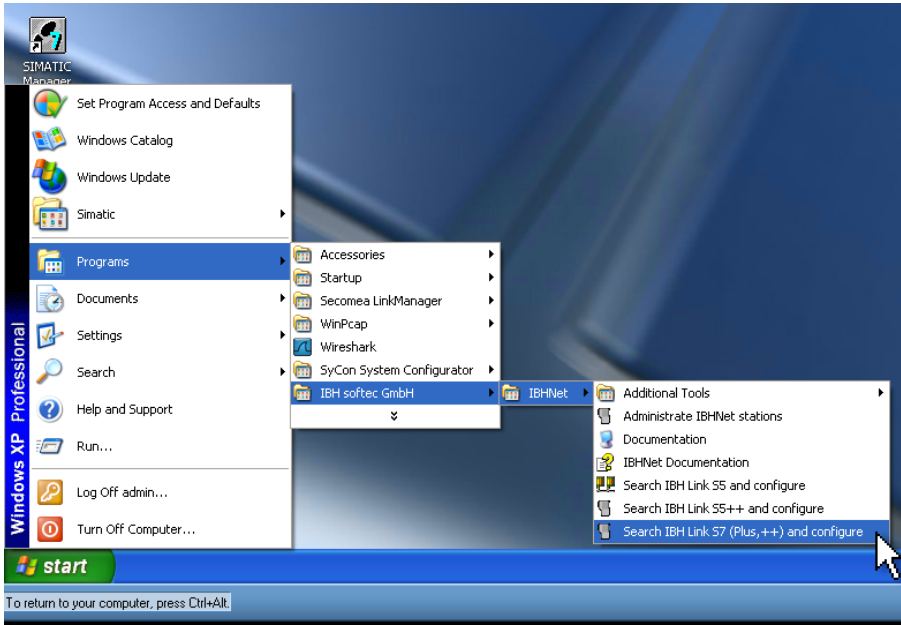 SIMATIC
Manager
Set Program Access and Defaults
Windows Catalog
Windows Update
Simatic
Programs
Documents
Settings
Search
Help and Support
Run...
Log Off admin...
Turn Off Computer...
Windows XP Professional
Accessories
Startup
Secomea LinkManager
WinPcap
Wireshark
SyCon System Configurator
IBH softec GmbH
IBHNet
Additional Tools
Administrate IBHNet stations
Documentation
IBHNet Documentation
Search IBH Link S5 and configure
Search IBH Link S5++ and configure
Search IBH Link S7 (Plus,++) and configure
start
To return to your computer, press Ctrl+Alt.